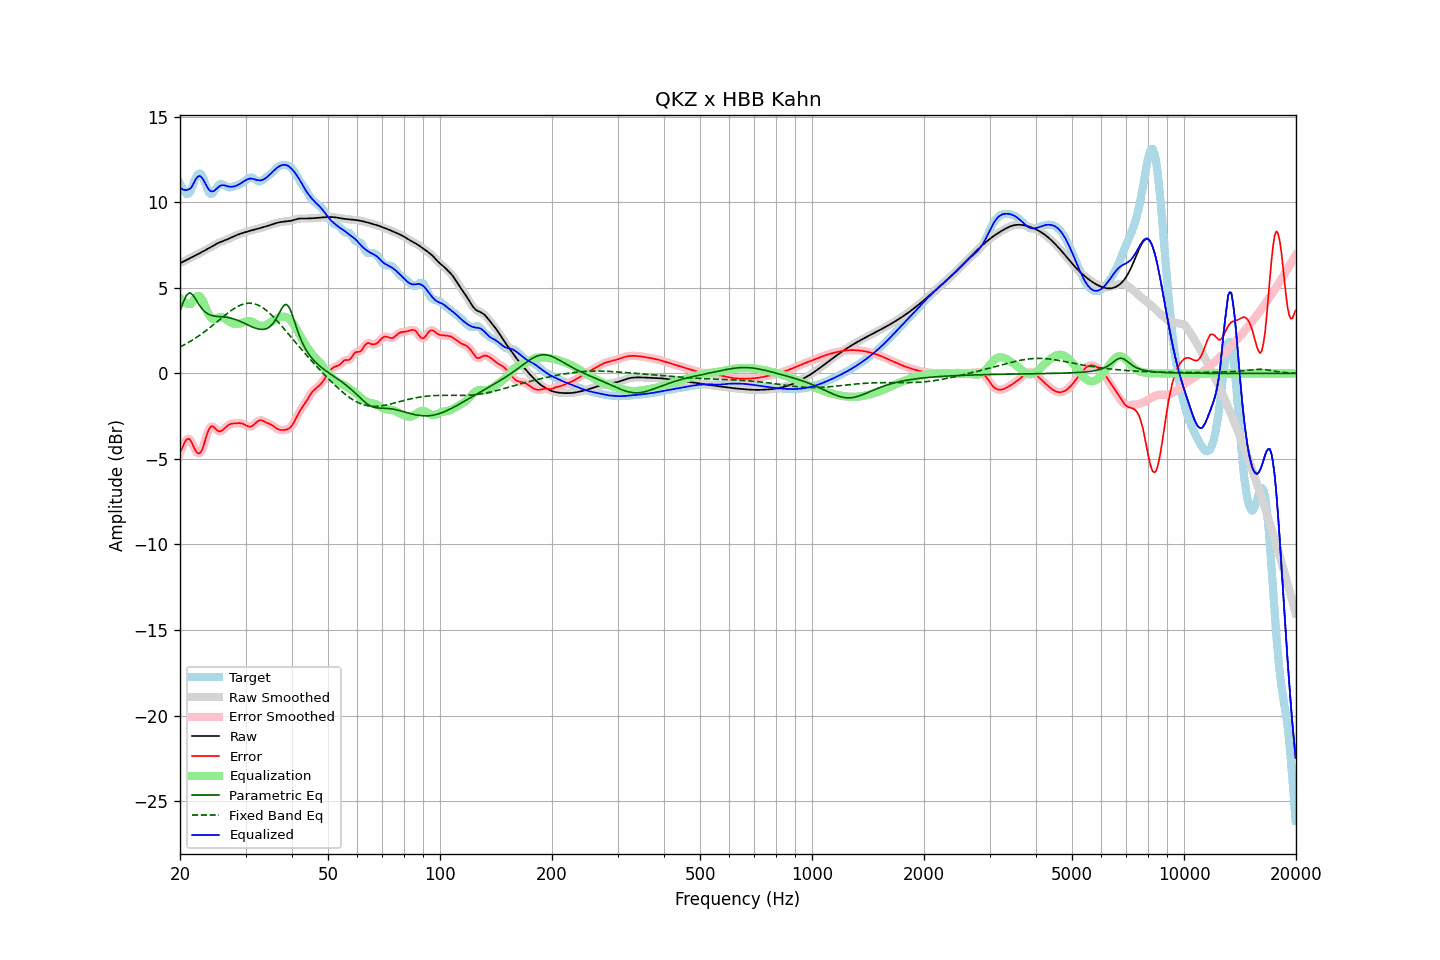 QKZ x HBB Kahn
15
10
5
0
−5
−10
−15
−20
−25
Amplitude (dBr)
Target
Raw Smoothed
Error Smoothed
Raw
Error
Equalization
Parametric Eq
Fixed Band Eq
Equalized
20 50 100 200 500 1000 2000 5000 10000 20000
Frequency (Hz)